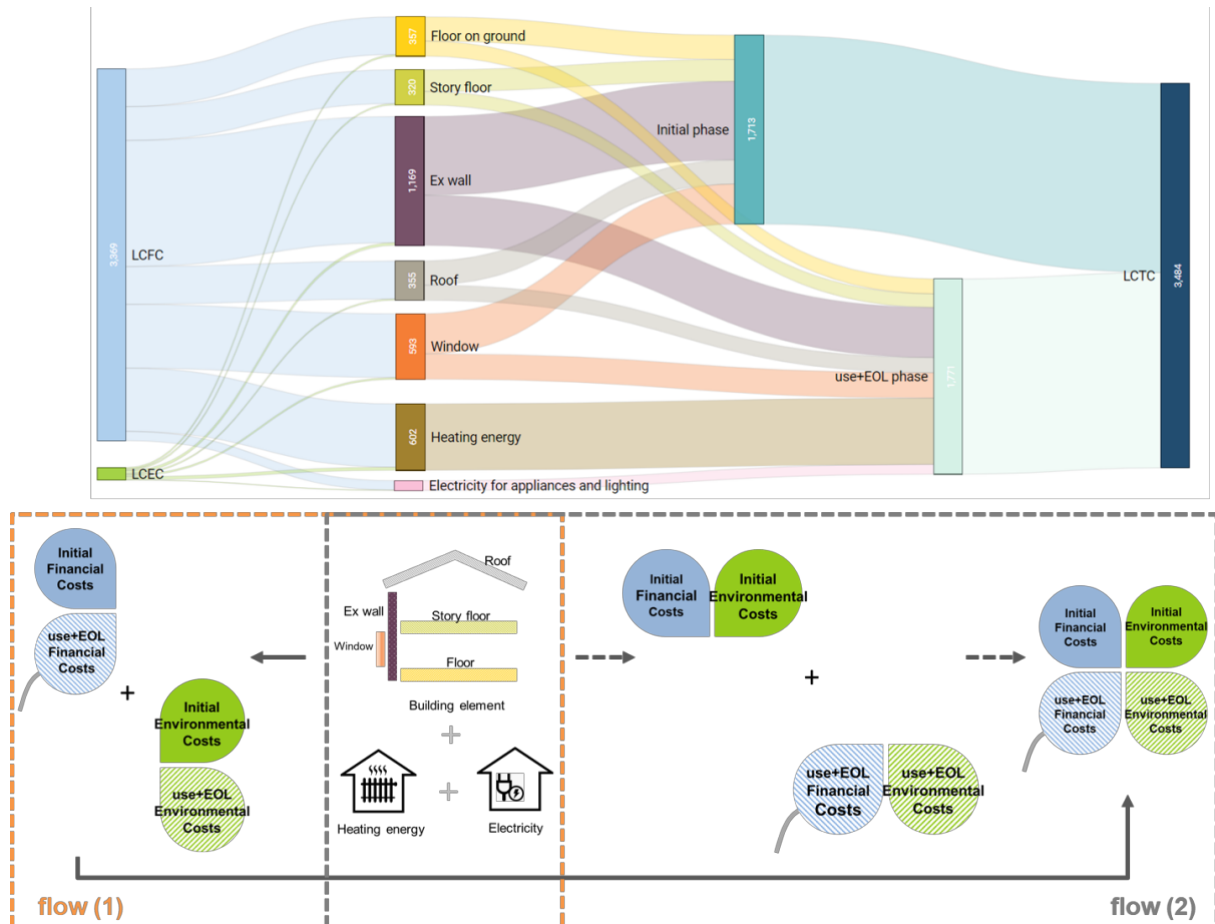 357
Floor on ground
320
Story floor
Initial phase
1,713
1,169
Ex wall
3,369
LCFC
355
Roof
LCTC
3,484
593
Window
use+EOL phase
1,771
602
Heating energy
LCEC
Electricity for appliances and lighting
Initial
Financial
Costs
use+EOL
Financial
Costs
+
Initial
Environmental
Costs
use+EOL
Environmental
Costs
Roof
Ex wall
Story floor
Window
Floor
Building element
+
+
Heating energy
Electricity
Initial
Financial
Costs
Initial
Environmental
Costs
+
use+EOL
Financial
Costs
use+EOL
Environmental
Costs
Initial
Financial
Costs
Initial
Environmental
Costs
use+EOL
Financial
Costs
use+EOL
Environmental
Costs
flow (1)
flow (2)